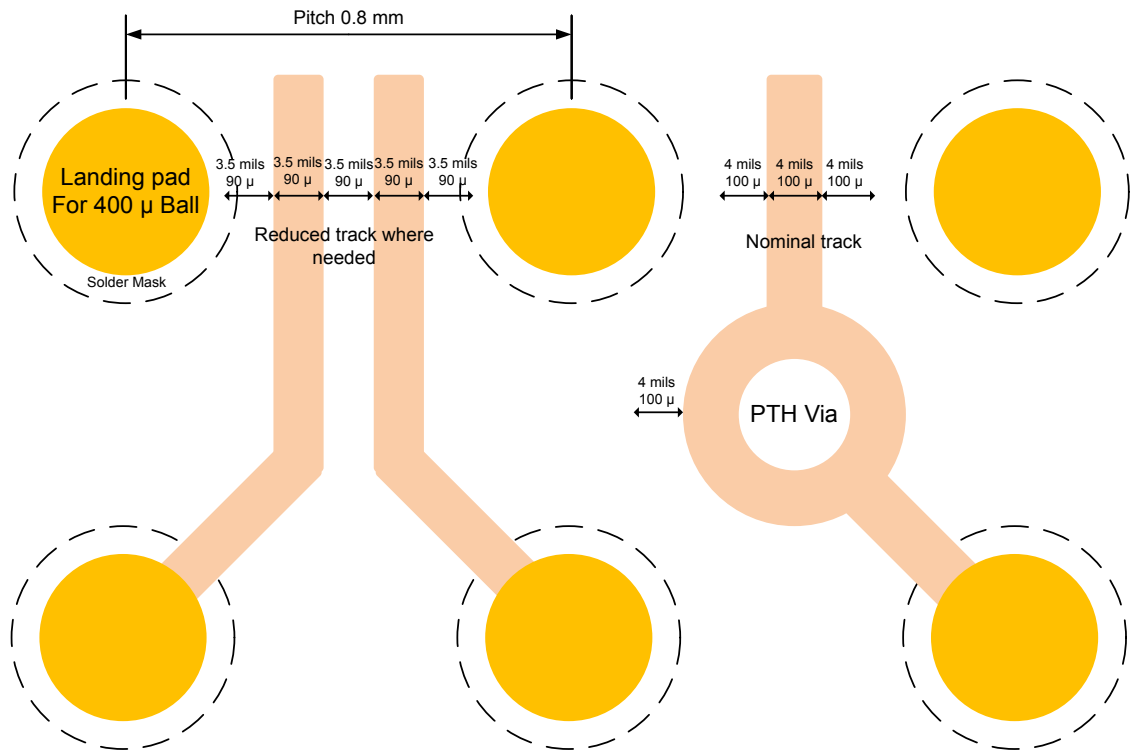 Pitch 0.8 mm
Landing pad
For 400 µ Ball
Solder Mask
3.5 mils
90 µ
3.5 mils
90 µ
3.5 mils
90 µ
3.5 mils
90 µ
3.5 mils
90 µ
Reduced track where
needed
4 mils
100 µ
4 mils
100 µ
4 mils
100 µ
Nominal track
4 mils
100 µ
PTH Via